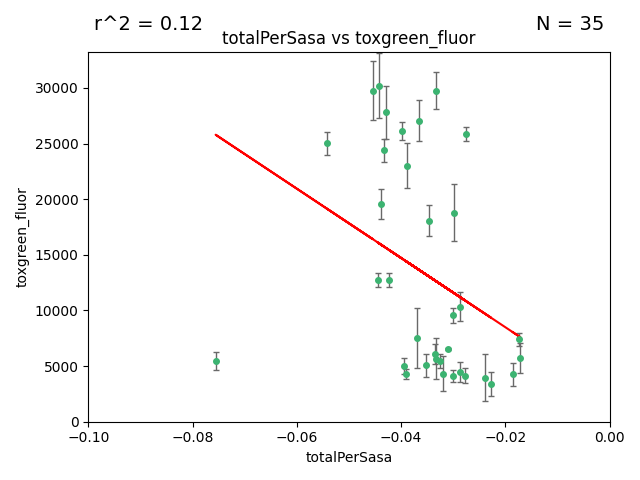 r^2 = 0.12
N = 35
totalPerSasa vs toxgreen_fluor
toxgreen_fluor
30000
25000
20000
15000
10000
5000
0
−0.10
−0.08
−0.06
−0.04
−0.02
0.00
totalPerSasa